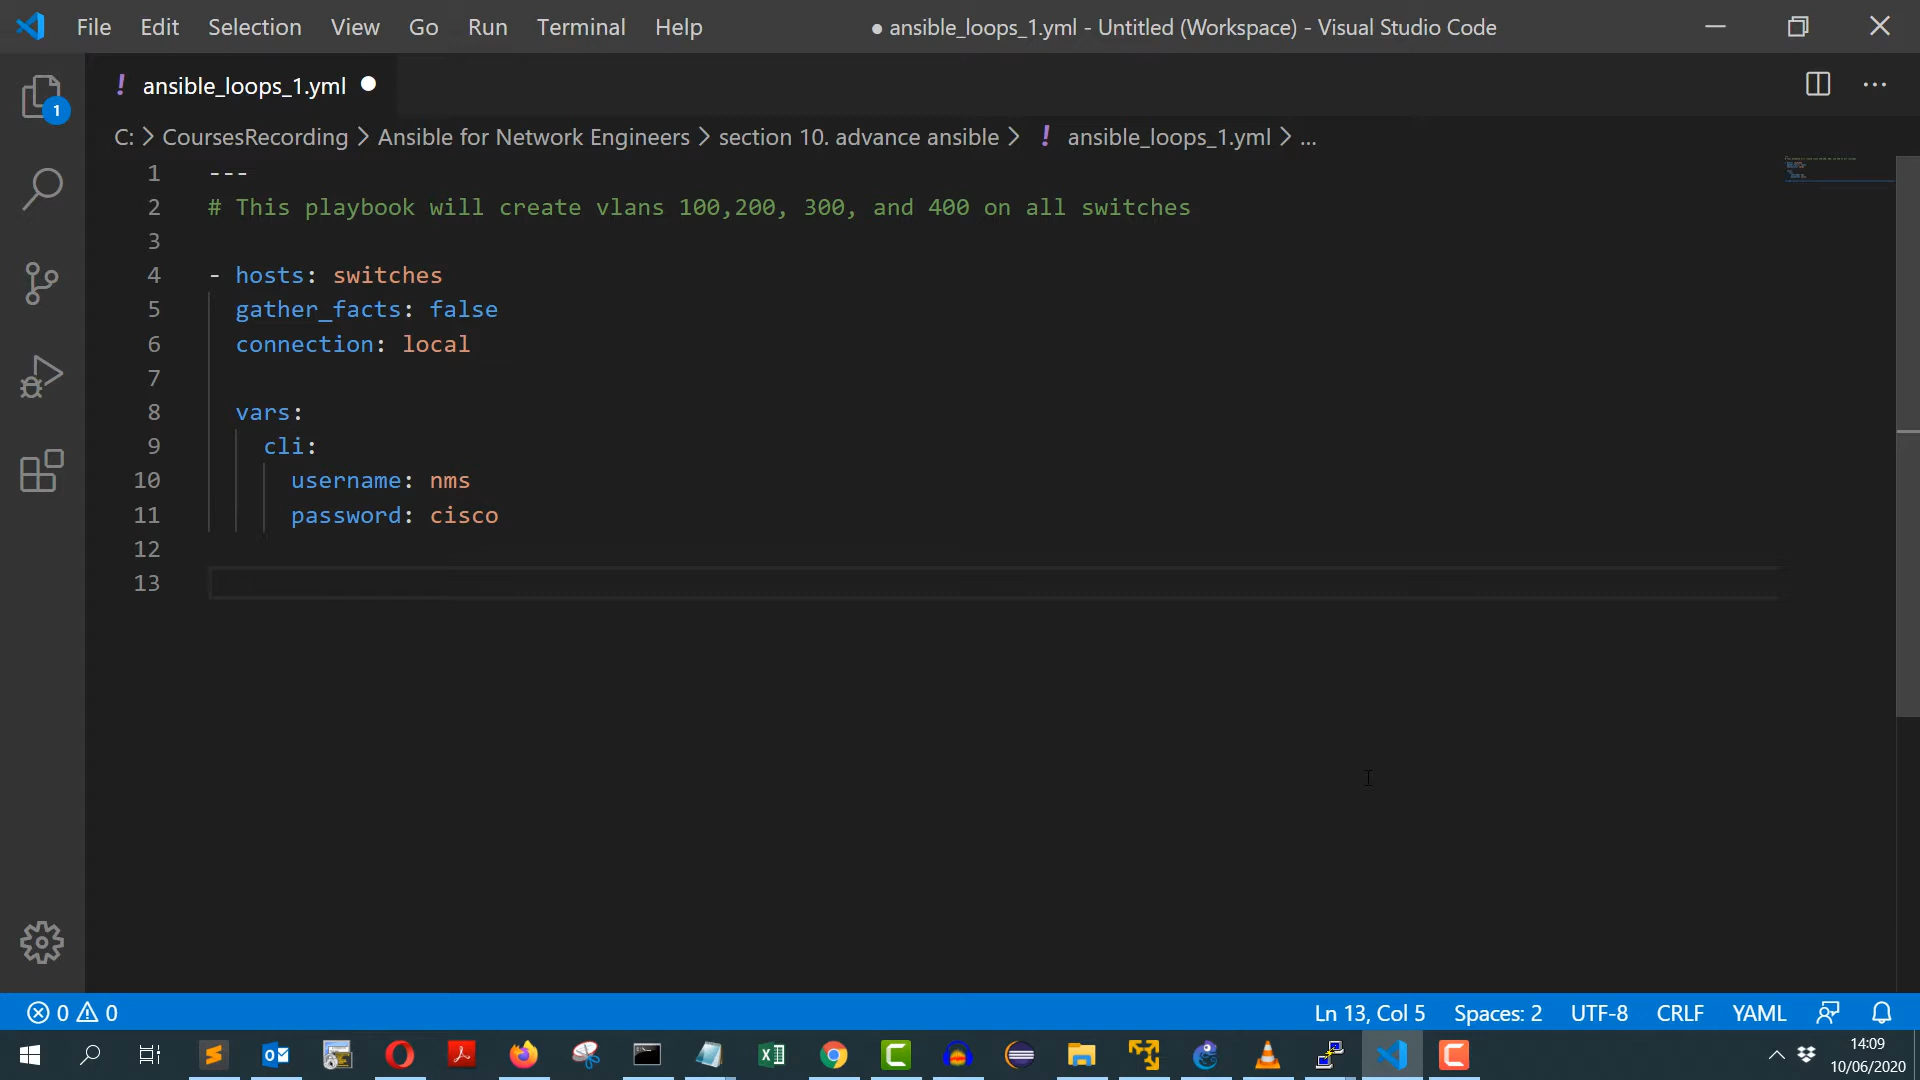 File Edit Selection View Go Run Terminal Help ● ansible_loops_1.yml - Untitled (Workspace) - Visual Studio Code
! ansible_loops_1.yml ●
C: > CoursesRecording > Ansible for Network Engineers > section 10. advance ansible > ! ansible_loops_1.yml > ...
1
1 ---
2 # This playbook will create vlans 100,200, 300, and 400 on all switches
3
4 - hosts: switches
5 gather_facts: false
6 connection: local
7
8 vars:
9 cli:
10 username: nms
11 password: cisco
12
13
0 0 Ln 13, Col 5 Spaces: 2 UTF-8 CRLF YAML
14:09
10/06/2020